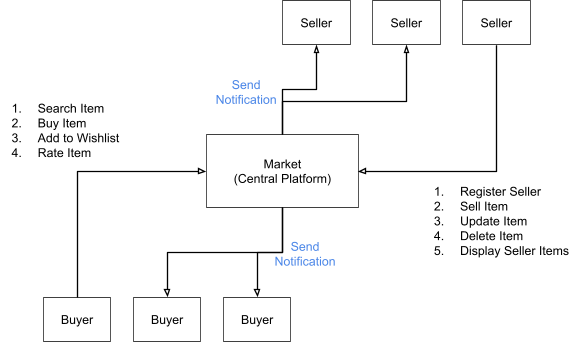 Seller
Seller
Seller
Send
Notification
1. Search Item
2. Buy Item
3. Add to Wishlist
4. Rate Item
Market
(Central Platform)
1. Register Seller
2. Sell Item
3. Update Item
4. Delete Item
5. Display Seller Items
Send
Notification
Buyer
Buyer
Buyer